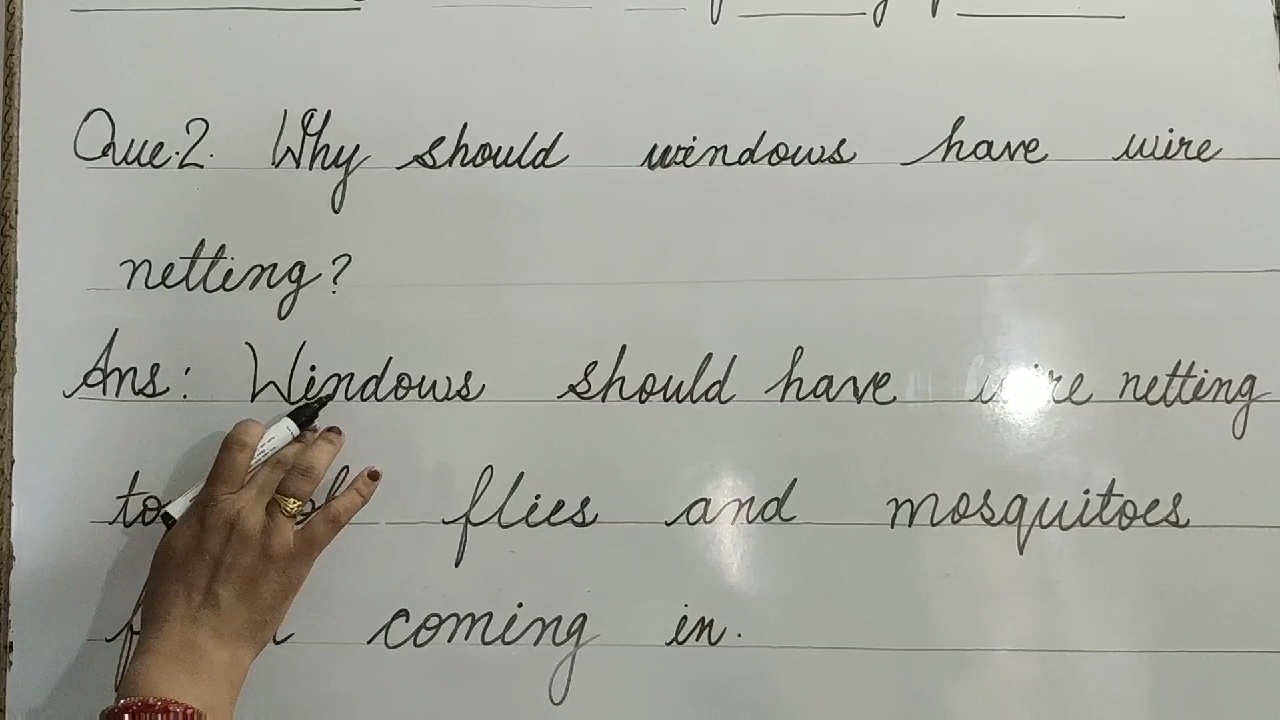 Que.2. Why should windows have wire
netting?
Ans: Windows should have wire netting
to flies and mosquitoes
coming in.